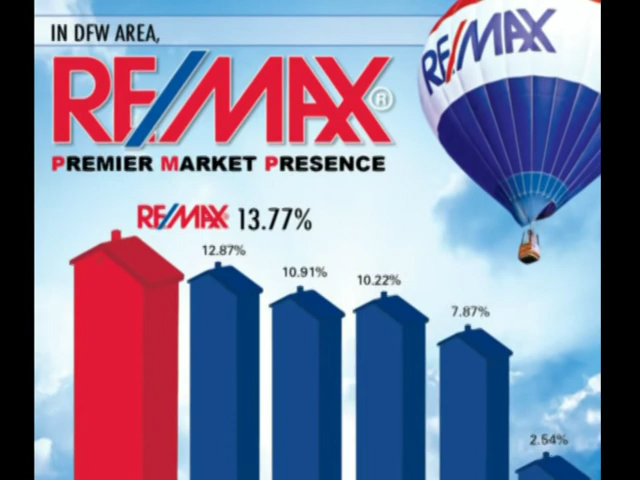 IN DFW AREA,
RE/MAX
RE/MAX®
PREMIER MARKET PRESENCE
RE/MAX 13.77%
12.87%
10.91%
10.22%
7.87%
2.54%